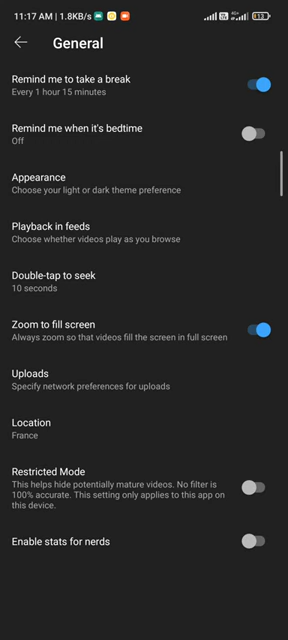 11:17 AM | 1.8KB/s
General
Remind me to take a break
Every 1 hour 15 minutes
Remind me when it's bedtime
Off
Appearance
Choose your light or dark theme preference
Playback in feeds
Choose whether videos play as you browse
Double-tap to seek
10 seconds
Zoom to fill screen
Always zoom so that videos fill the screen in full screen
Uploads
Specify network preferences for uploads
Location
France
Restricted Mode
This helps hide potentially mature videos. No filter is
100% accurate. This setting only applies to this app on
this device.
Enable stats for nerds